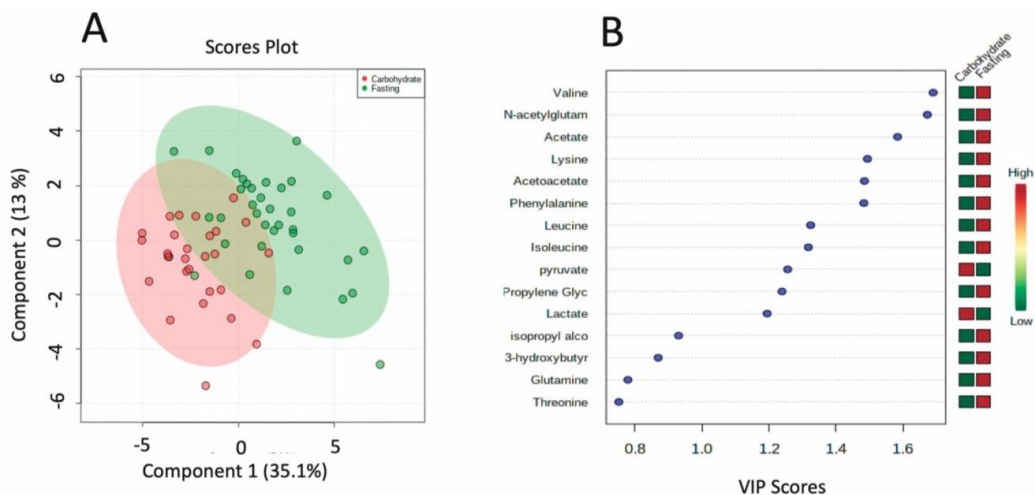 A
Scores Plot
Carbohydrate
Fasting
Component 2 (13 %)
6
4
2
0
-2
-4
-6
-5
0
5
Component 1 (35.1%)
B
Carbohydrate
Fasting
Valine
N-acetylglutam
Acetate
Lysine
Acetoacetate
Phenylalanine
Leucine
Isoleucine
pyruvate
Propylene Glyc
Lactate
isopropyl alco
3-hydroxybutyr
Glutamine
Threonine
High
Low
0.8
1.0
1.2
1.4
1.6
VIP Scores